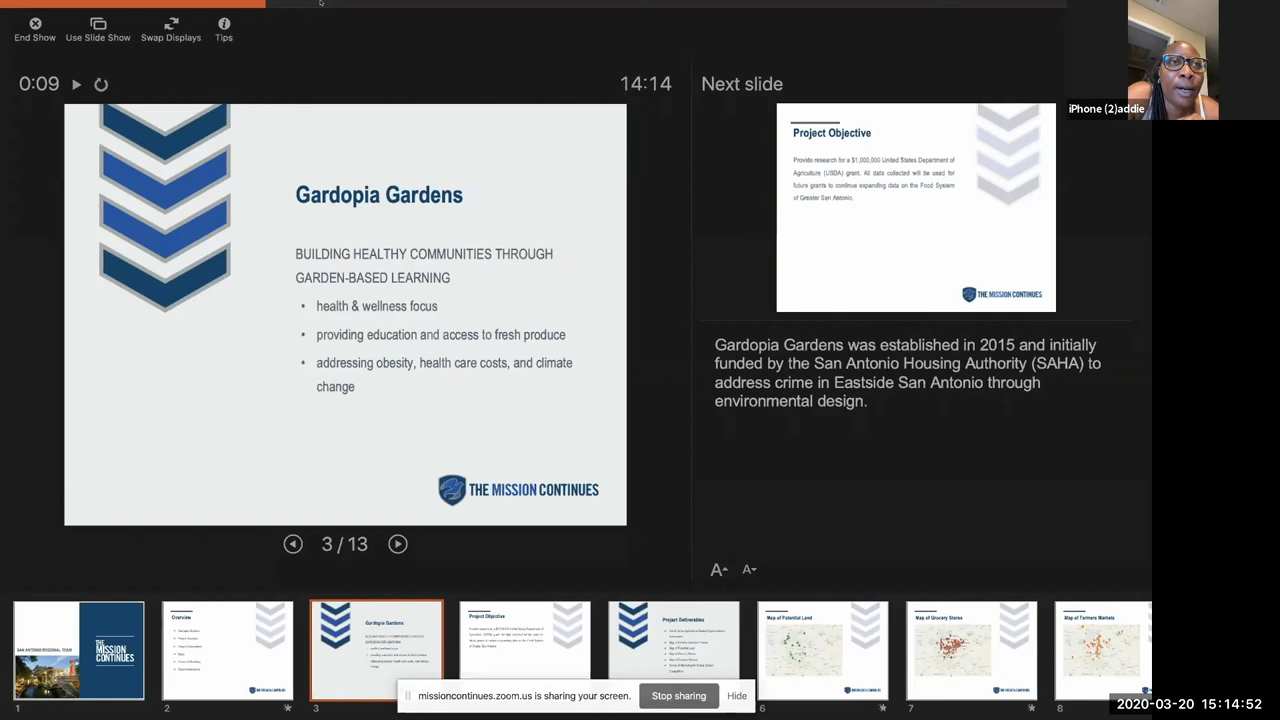 End Show
Use Slide Show
Swap Displays
Tips
0:09
14:14
Next slide
iPhone (2)addie
Gardopia Gardens
BUILDING HEALTHY COMMUNITIES THROUGH
GARDEN-BASED LEARNING
health & wellness focus
• providing education and access to fresh produce
• addressing obesity, health care costs, and climate
change
THE MISSION CONTINUES
3 / 13
Project Objective
Provide research for a $1,000,000 United States Department of
Agriculture (USDA) grant. All data collected will be used for
future grants to continue expanding data on the Food System
of Greater San Antonio.
THE MISSION CONTINUES
Gardopia Gardens was established in 2015 and initially
funded by the San Antonio Housing Authority (SAHA) to
address crime in Eastside San Antonio through
environmental design.
A A
SAN ANTONIO REGIONAL TEAM
THE
MISSION
CONTINUES
Overview
Gardopia Gardens
Project Objective
Project Deliverables
Map of Potential Land
Map of Grocery Stores
Map of Farmers Markets
1
2
3
6
7
8
missioncontinues.zoom.us is sharing your screen.
Stop sharing
Hide
2020-03-20 15:14:52